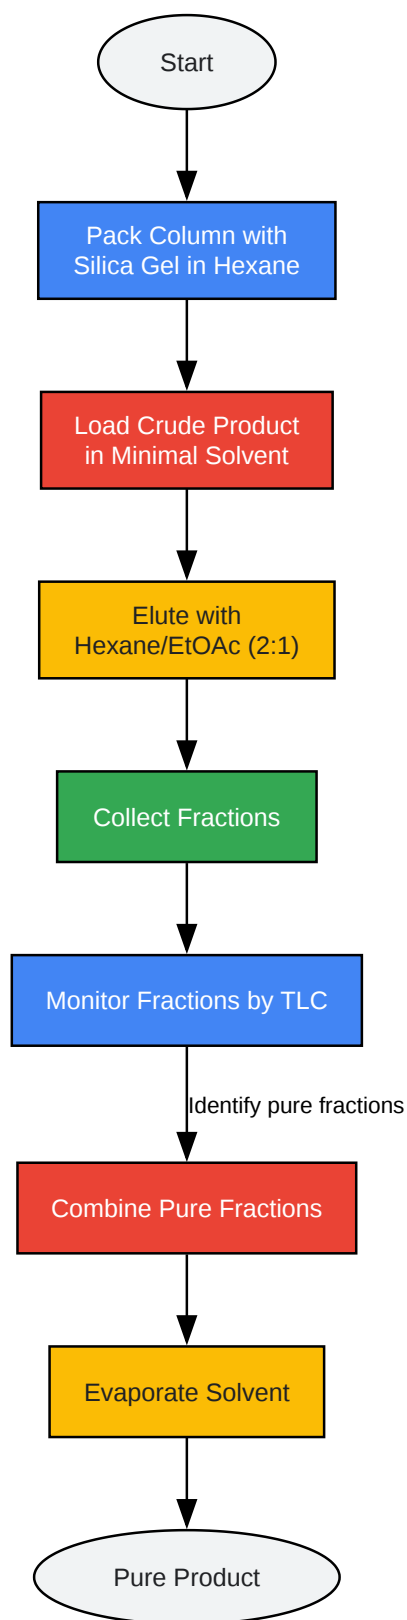 Start
Pack Column with
Silica Gel in Hexane
Load Crude Product
in Minimal Solvent
Elute with
Hexane/EtOAc (2:1)
Collect Fractions
Monitor Fractions by TLC
Identify pure fractions
Combine Pure Fractions
Evaporate Solvent
Pure Product